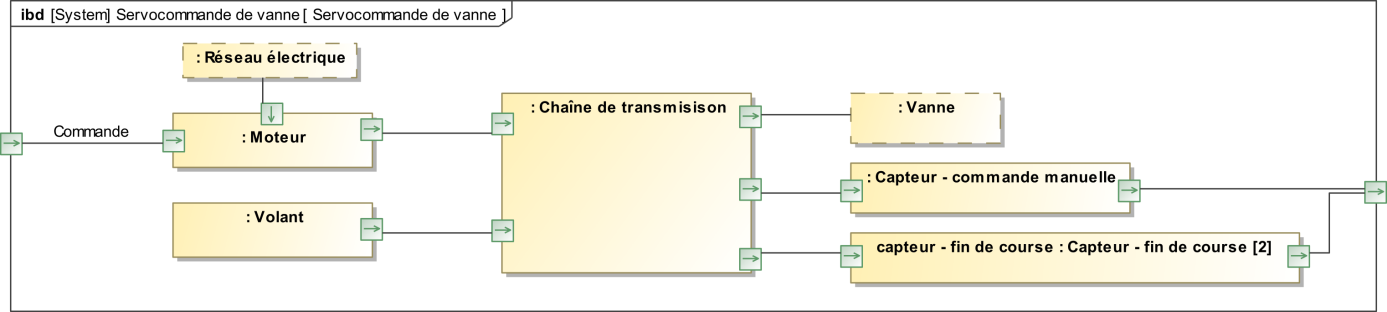 ibd [System] Servocommande de vanne [ Servocommande de vanne ]
: Réseau électrique
Commande
: Moteur
: Volant
: Chaîne de transmisison
: Vanne
: Capteur - commande manuelle
capteur - fin de course : Capteur - fin de course [2]